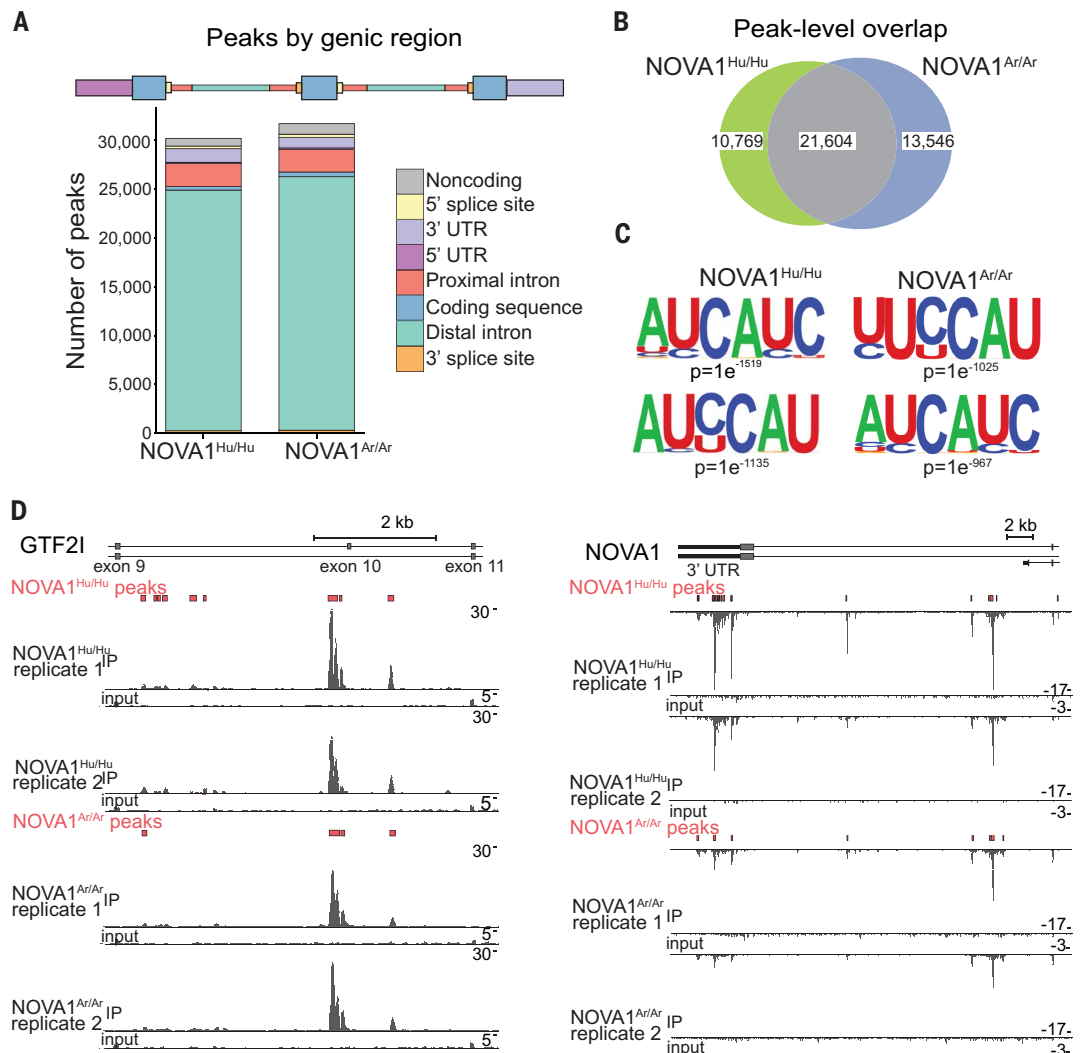 A
Peaks by genic region
Number of peaks
30,000
25,000
20,000
15,000
10,000
5,000
0
NOVA1Hu/Hu
NOVA1Ar/Ar
Noncoding
5' splice site
3' UTR
5' UTR
Proximal intron
Coding sequence
Distal intron
3' splice site
B
Peak-level overlap
NOVA1Hu/Hu
NOVA1Ar/Ar
10,769
21,604
13,546
C
NOVA1Hu/Hu
NOVA1Ar/Ar
AUCAUC
p=1e-1519
UUCCAU
p=1e-1025
AUCCAU
p=1e-1135
AUCAUC
p=1e-967
D
2 kb
GTF2I
exon 9
exon 10
exon 11
NOVA1Hu/Hu peaks
30
NOVA1Hu/Hu IP
replicate 1
input
5
30
NOVA1Hu/Hu IP
replicate 2
input
5
NOVA1Ar/Ar peaks
30
NOVA1Ar/Ar IP
replicate 1
input
5
30
NOVA1Ar/Ar IP
replicate 2
input
5
2 kb
NOVA1
3' UTR
NOVA1Hu/Hu peaks
NOVA1Hu/Hu IP
replicate 1
-17
input
-3
NOVA1Hu/Hu IP
replicate 2
-17
input
-3
NOVA1Ar/Ar peaks
NOVA1Ar/Ar IP
replicate 1
-17
input
-3
NOVA1Ar/Ar IP
replicate 2
-17
input
-3